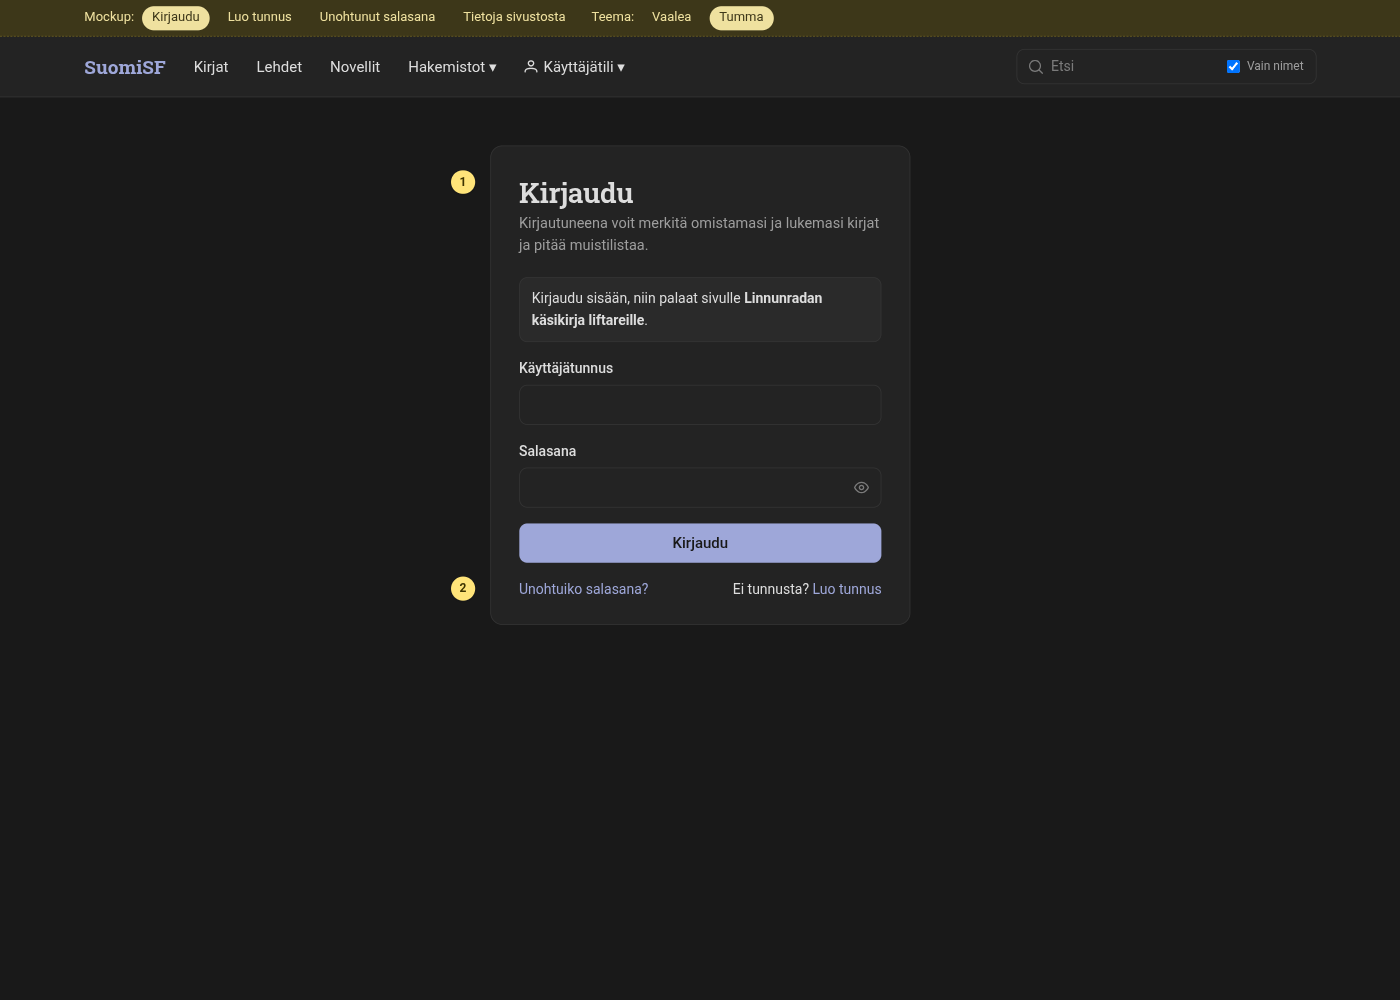 Mockup: Kirjaudu Luo tunnus Unohtunut salasana Tietoja sivustosta Teema: Vaalea Tumma
SuomiSF Kirjat Lehdet Novellit Hakemistot ▾ Käyttäjätili ▾ Etsi Vain nimet
1
Kirjaudu
Kirjautuneena voit merkitä omistamasi ja lukemasi kirjat
ja pitää muistilistaa.
Kirjaudu sisään, niin palaat sivulle Linnunradan
käsikirja liftareille.
Käyttäjätunnus
Salasana
Kirjaudu
2
Unohtuiko salasana? Ei tunnusta? Luo tunnus